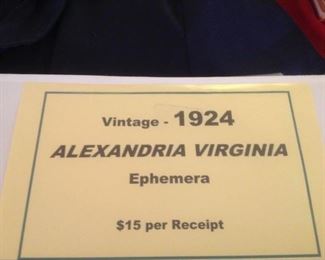 Vintage - 1924
ALEXANDRIA VIRGINIA
Ephemera
$15 per Receipt